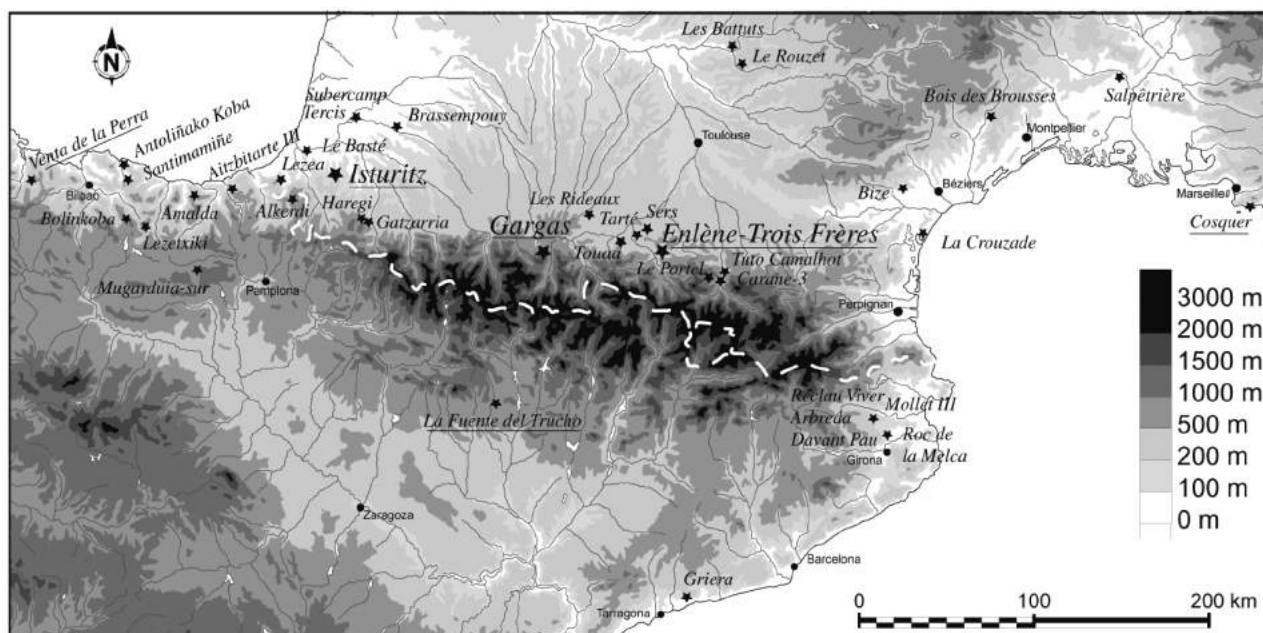 N
Les Battuts
Le Rouzet
Salpêtrière
Bois des Brousses
Montpellier
Subercamp
Tercis
Brassempouy
Toulouse
Antoliñako Koba
Venta de la Perra
Santimamiñe
Aitzbitarte III
Lezea
Le Basté
Isturitz
Bize
Béziers
Marseille
Cosquer
Bilbao
Bolinkoba
Lezetxiki
Amalda
Alkerdi
Haregi
Gatzarria
Les Rideaux
Tarté
Sers
Gargas
Touaa
Enlène-Trois Frères
La Crouzade
Tuto Camalhot
Le Portel
Carane-3
Mugarduia-sur
Pamplona
Perpignan
3000 m
2000 m
1500 m
1000 m
500 m
200 m
100 m
0 m
La Fuente del Trucho
Reclau Viver
Mollet III
Arbreda
Davant Pau
Roc de
la Melca
Girona
Zaragoza
Barcelona
Griera
Tarragona
0
100
200 km